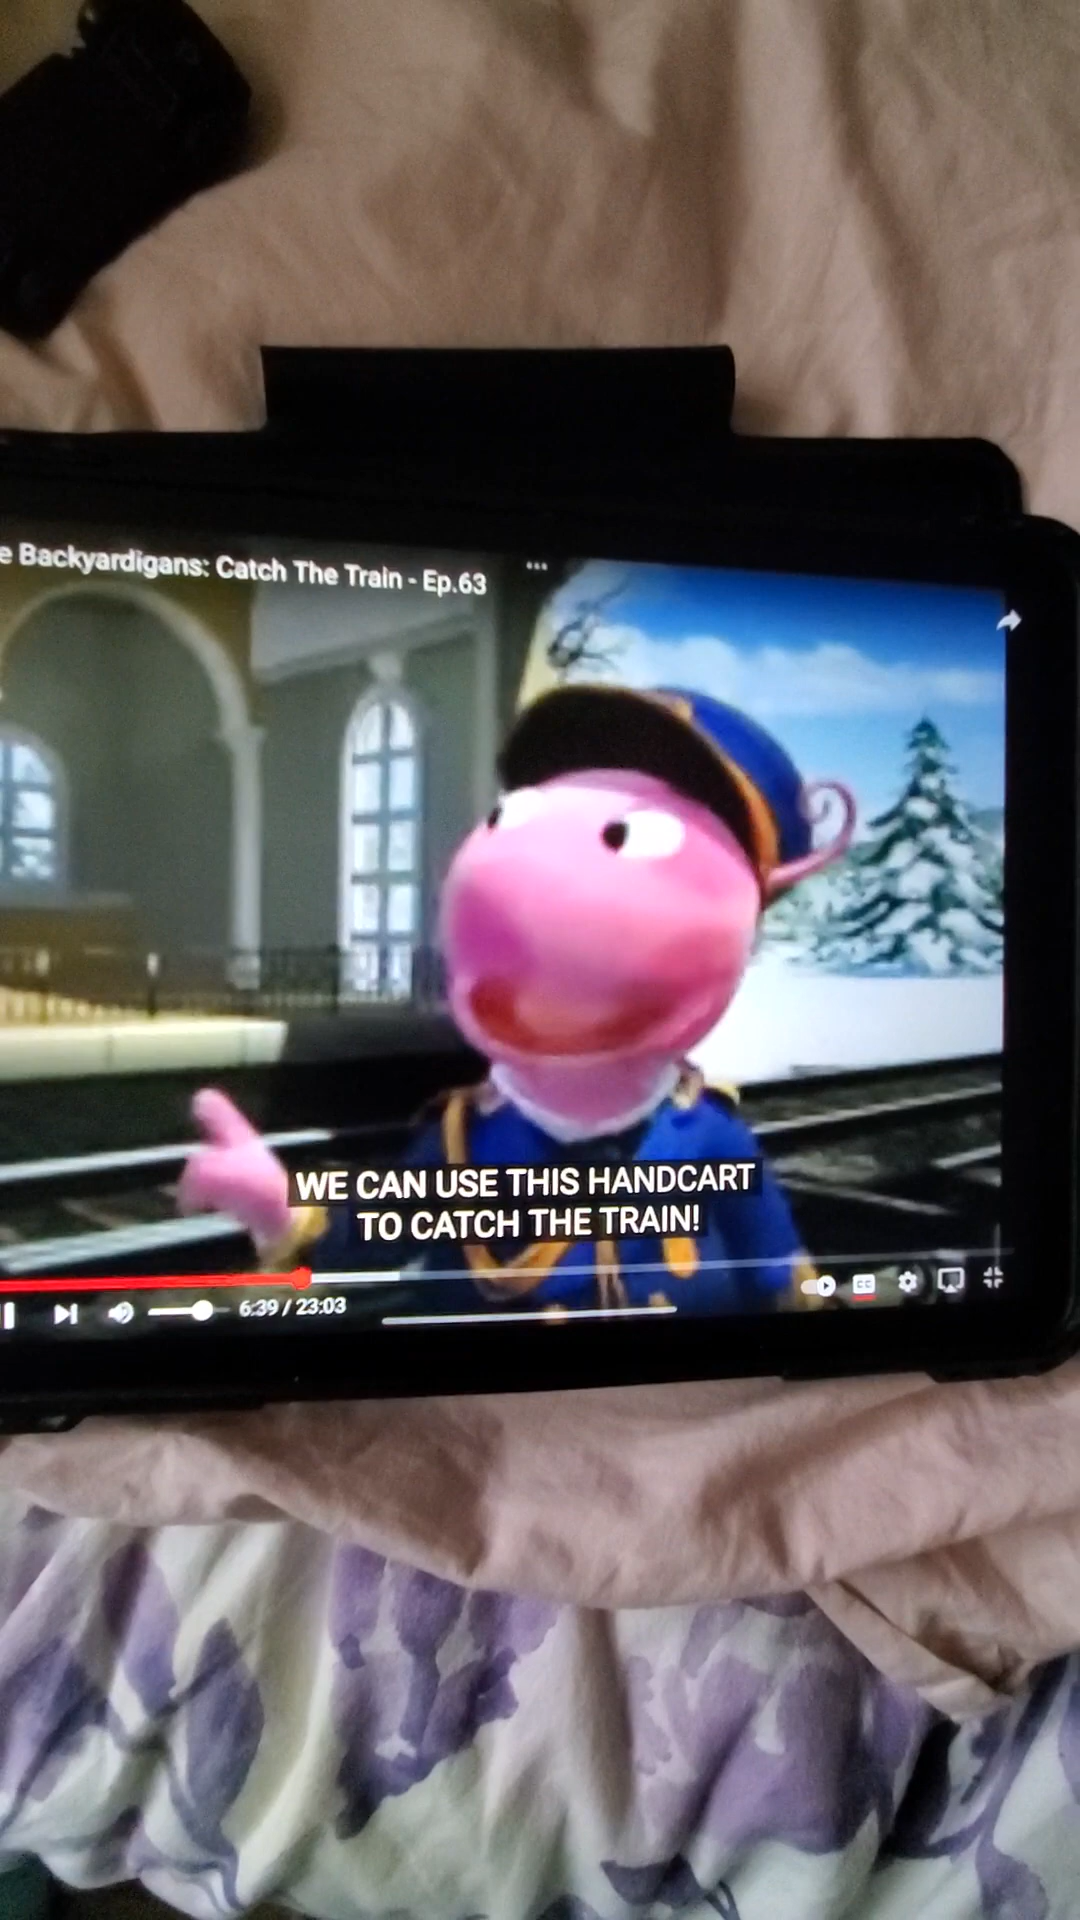 e Backyardigans: Catch The Train - Ep.63
WE CAN USE THIS HANDCART
TO CATCH THE TRAIN!
6:39 / 23:03
CC